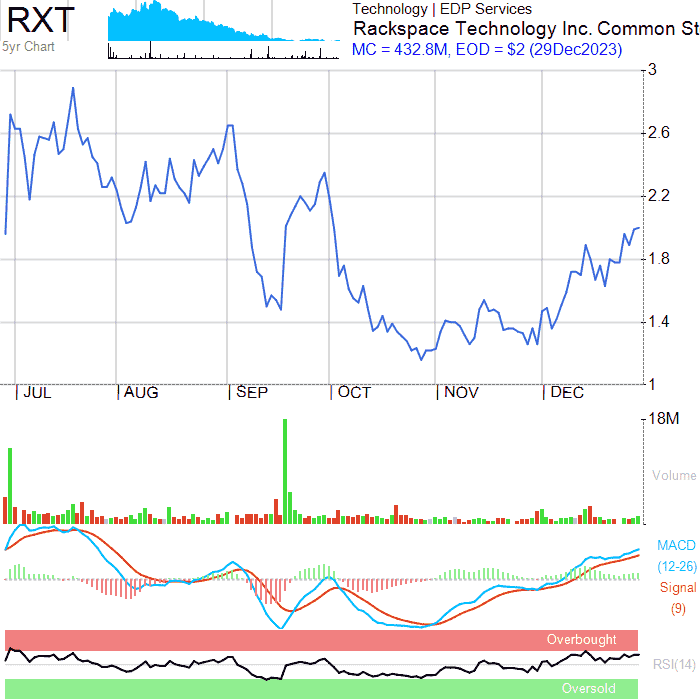 RXT
5yr Chart
Technology | EDP Services
Rackspace Technology Inc. Common St
MC = 432.8M, EOD = $2 (29Dec2023)
3
2.6
2.2
1.8
1.4
1
JUL AUG SEP OCT NOV DEC
18M
Volume
MACD
(12-26)
Signal
(9)
Overbought
RSI(14)
Oversold